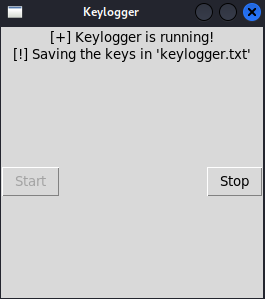 Keylogger
[+] Keylogger is running!
[!] Saving the keys in 'keylogger.txt'
Start
Stop